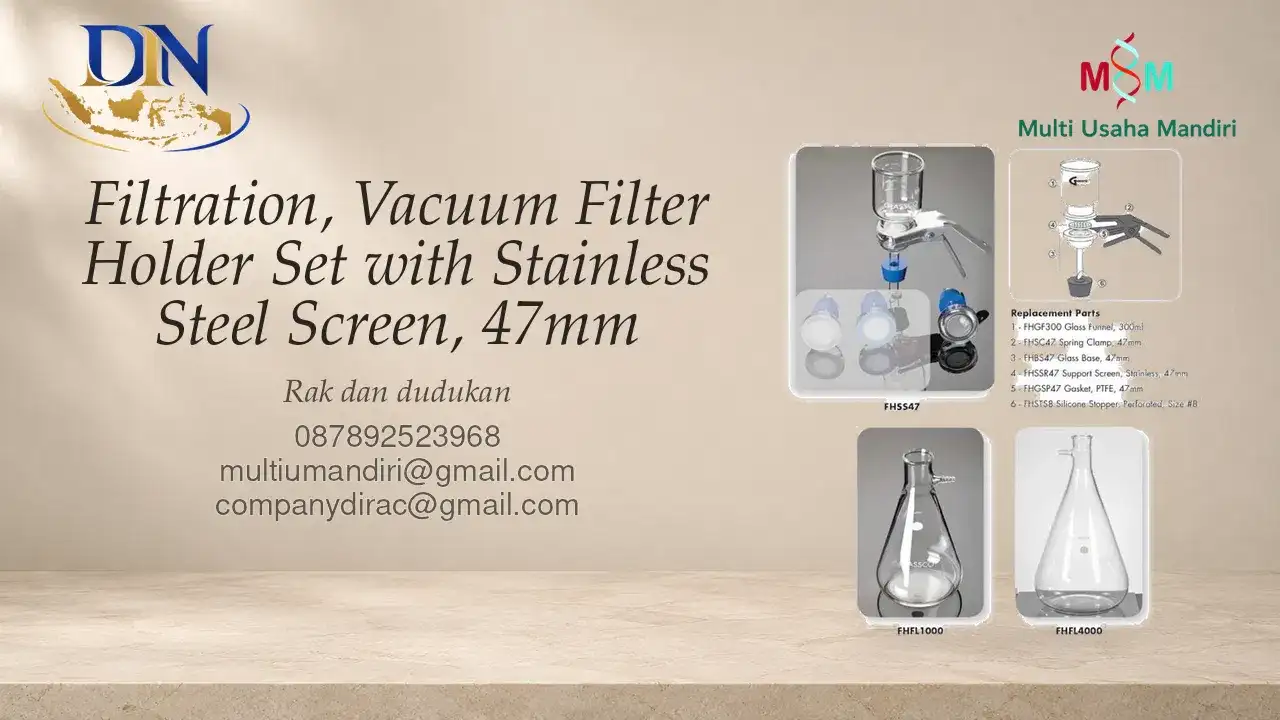 DIN
M M
Multi Usaha Mandiri
Filtration, Vacuum Filter
Holder Set with Stainless
Steel Screen, 47mm
Rak dan dudukan
087892523968
multiumandiri@gmail.com
companydirac@gmail.com
FHSS47
Replacement Parts
1 - FHGF300 Glass Funnel, 300ml
2 - FHSC47 Spring Clamp, 47mm
3 - FHBS47 Glass Base, 47mm
4 - FHSSR47 Support Screen, Stainless, 47mm
5 - FHGSP47 Gasket, PTFE, 47mm
6 - FHSTS8 Silicone Stopper, Perforated, Size #8
FHFL1000
FHFL4000